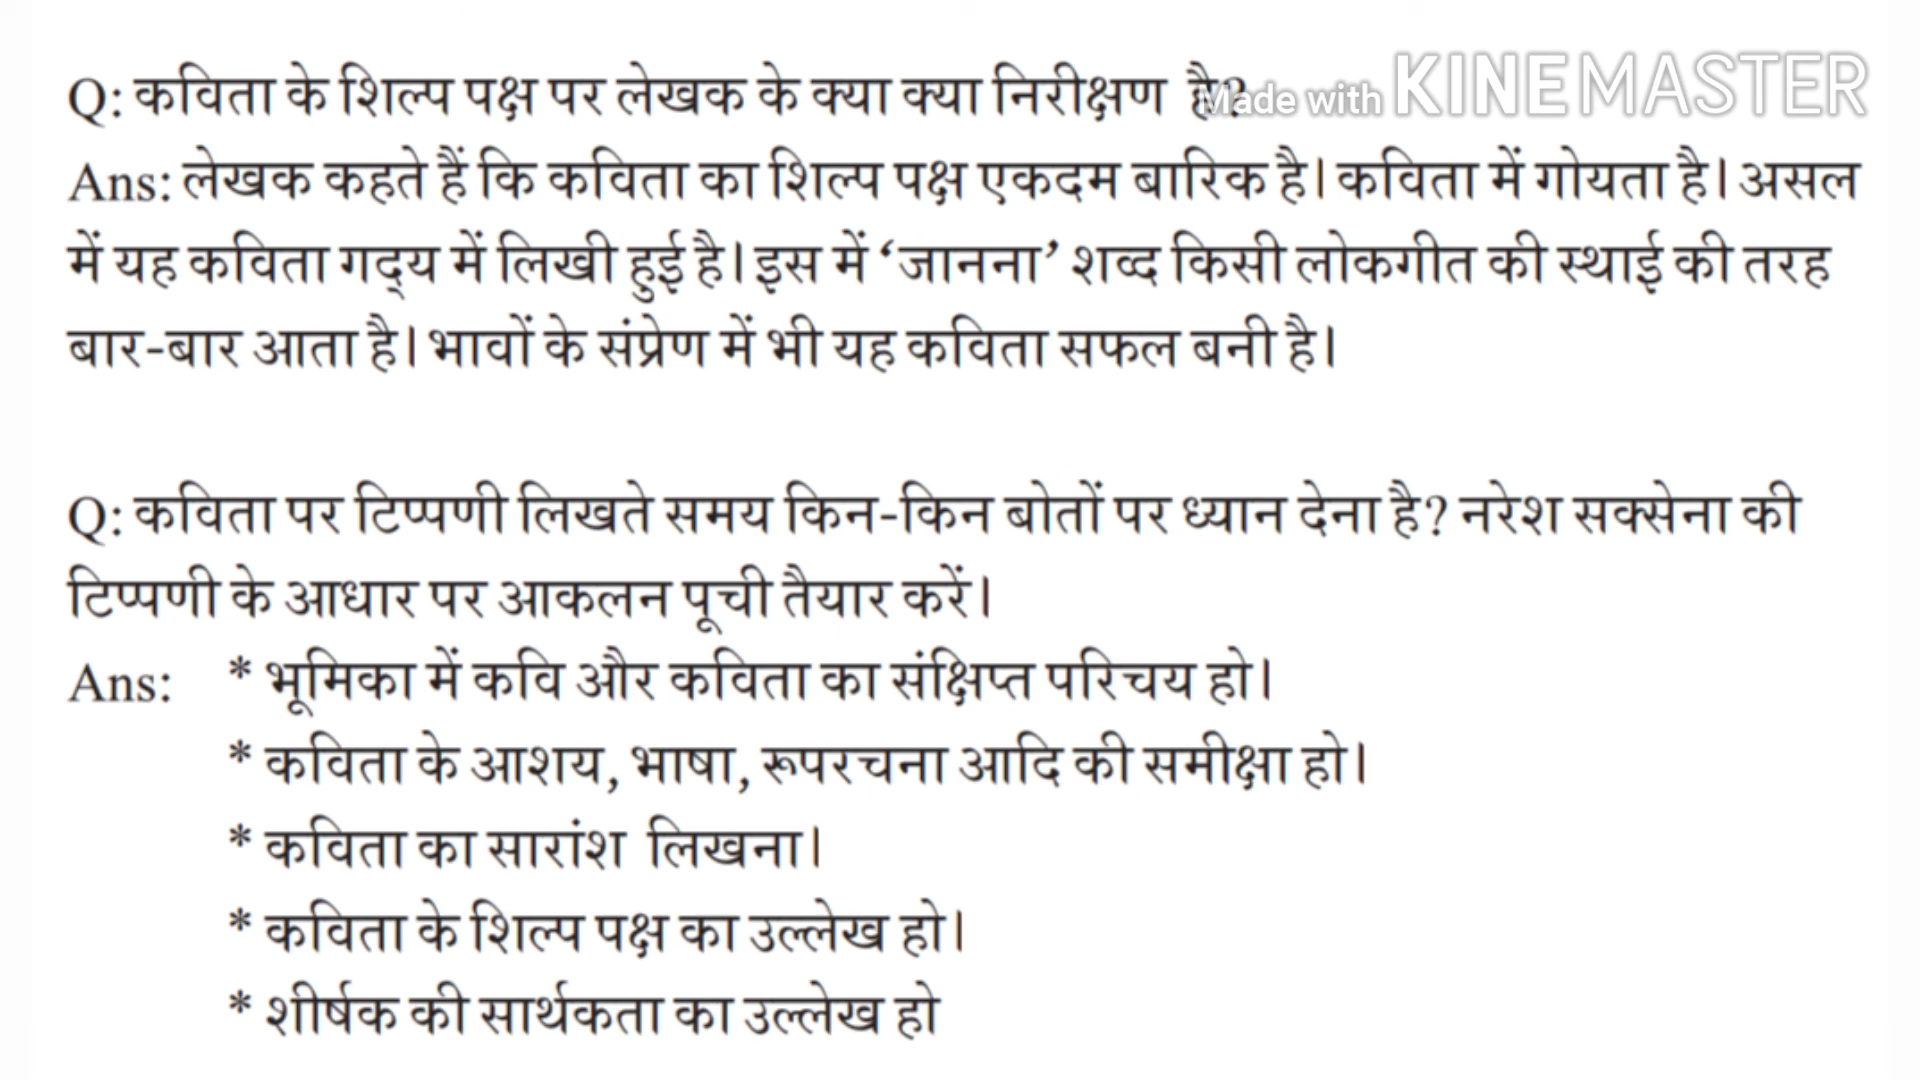 Q: कविता के शिल्प पक्ष पर लेखक के क्या क्या निरीक्षण है?
Made with KINEMASTER
Ans: लेखक कहते हैं कि कविता का शिल्प पक्ष एकदम बारिक है। कविता में गोयता है। असल
में यह कविता गद्य में लिखी हुई है। इस में ‘जानना’ शव्द किसी लोकगीत की स्थाई की तरह
बार-बार आता है। भावों के संप्रेण में भी यह कविता सफल बनी है।
Q: कविता पर टिप्पणी लिखते समय किन-किन बोतों पर ध्यान देना है? नरेश सक्सेना की
टिप्पणी के आधार पर आकलन पूची तैयार करें।
Ans: * भूमिका में कवि और कविता का संक्षिप्त परिचय हो।
* कविता के आशय, भाषा, रूपरचना आदि की समीक्षा हो।
* कविता का सारांश लिखना।
* कविता के शिल्प पक्ष का उल्लेख हो।
* शीर्षक की सार्थकता का उल्लेख हो